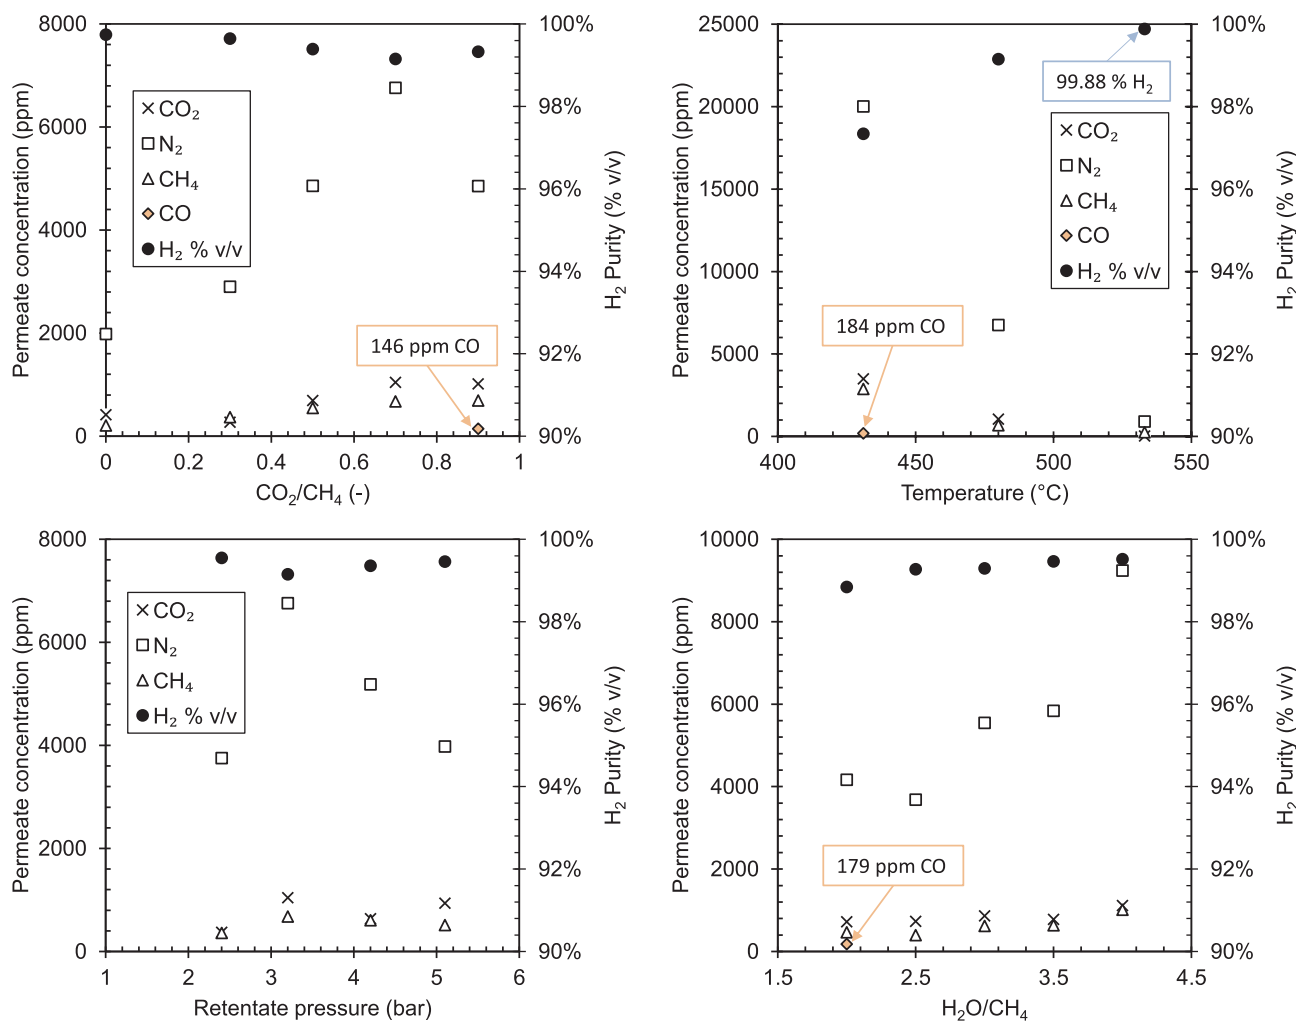 8000
6000
4000
2000
0
Permeate concentration (ppm)
100%
98%
96%
94%
92%
90%
H₂ Purity (% v/v)
CO₂
N₂
CH₄
CO
H₂ % v/v
146 ppm CO
0 0.2 0.4 0.6 0.8 1
CO₂/CH₄ (-)
25000
20000
15000
10000
5000
0
Permeate concentration (ppm)
100%
98%
96%
94%
92%
90%
H₂ Purity (% v/v)
99.88 % H₂
CO₂
N₂
CH₄
CO
H₂ % v/v
184 ppm CO
400 450 500 550
Temperature (°C)
8000
6000
4000
2000
0
Permeate concentration (ppm)
100%
98%
96%
94%
92%
90%
H₂ Purity (% v/v)
CO₂
N₂
CH₄
H₂ % v/v
1 2 3 4 5 6
Retentate pressure (bar)
10000
8000
6000
4000
2000
0
Permeate concentration (ppm)
100%
98%
96%
94%
92%
90%
H₂ Purity (% v/v)
179 ppm CO
1.5 2.5 3.5 4.5
H₂O/CH₄